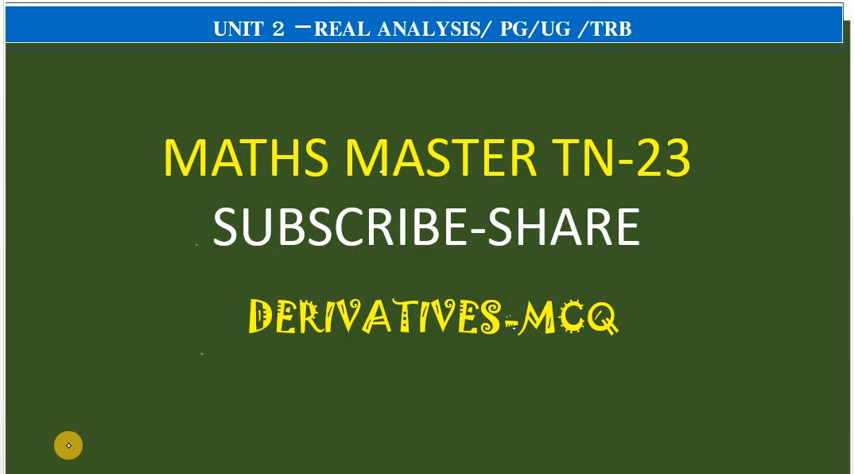 UNIT 2 —REAL ANALYSIS/ PG/UG /TRB
MATHS MASTER TN-23
SUBSCRIBE-SHARE
DERIVATIVES-MCQ